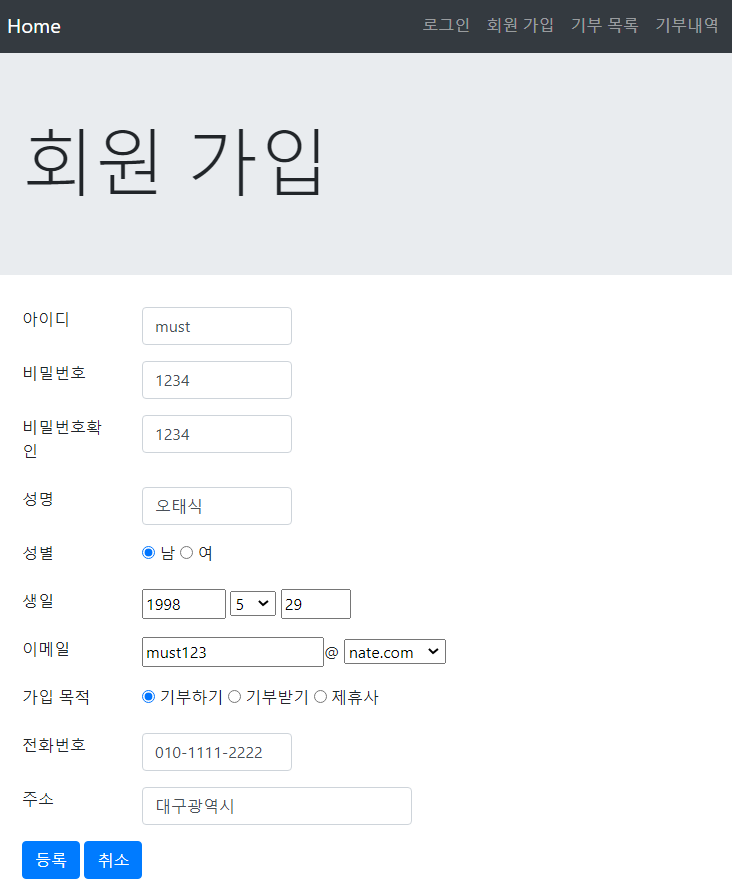 Home 로그인 회원 가입 기부 목록 기부내역
회원 가입
아이디 must
비밀번호 1234
비밀번호확 1234
인
성명 오태식
성별 남 여
생일 1998 5 29
이메일 must123 @ nate.com
가입 목적 기부하기 기부받기 제휴사
전화번호 010-1111-2222
주소 대구광역시
등록 취소